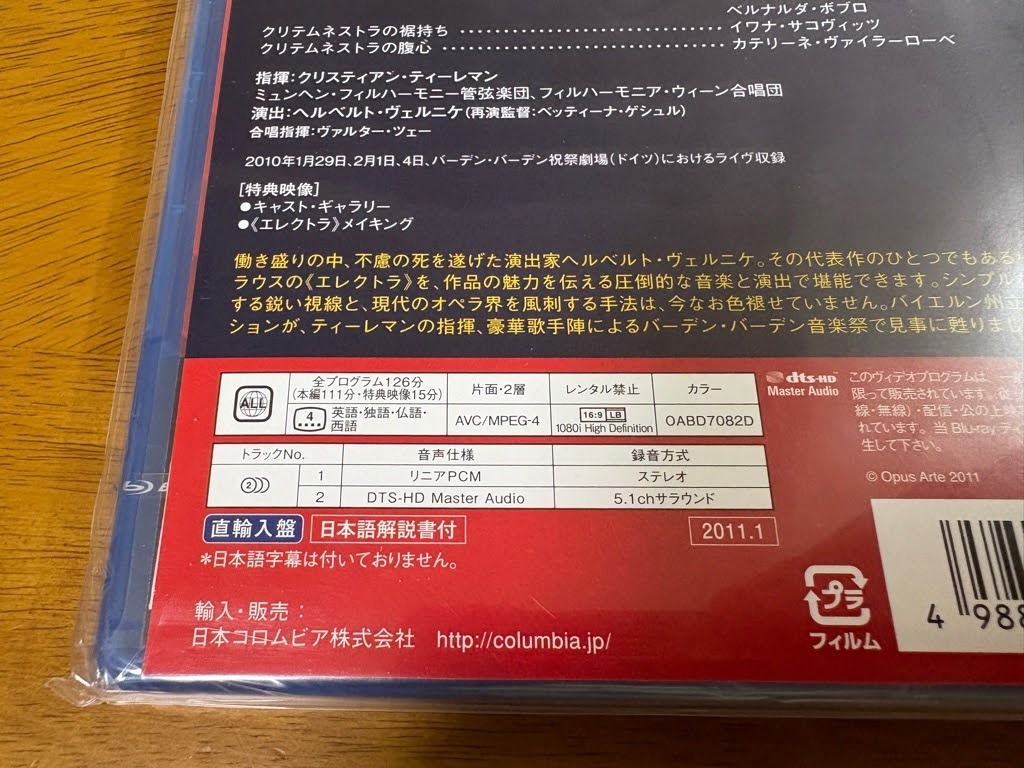 ベルナルダ・ボブロ
クリテムネストラの裾持ち イワナ・サコヴィッツ
クリテムネストラの腹心 カテリーネ・ヴァイラーローベ
指揮：クリスティアン・ティーレマン
ミュンヘン・フィルハーモニー管弦楽団、フィルハーモニア・ウィーン合唱団
演出：ヘルベルト・ヴェルニケ（再演監督：ベッティーナ・ゲシュル）
合唱指揮：ヴァルター・ツェー
2010年1月29日、2月1日、4日、バーデン・バーデン祝祭劇場（ドイツ）におけるライヴ収録
[特典映像]
●キャスト・ギャラリー
●《エレクトラ》メイキング
働き盛りの中、不慮の死を遂げた演出家ヘルベルト・ヴェルニケ。その代表作のひとつでもある
ラウスの《エレクトラ》を、作品の魅力を伝える圧倒的な音楽と演出で堪能できます。シンプル
する鋭い視線と、現代のオペラ界を風刺する手法は、今なお色褪せていません。バイエルン州立
ションが、ティーレマンの指揮、豪華歌手陣によるバーデン・バーデン音楽祭で見事に甦りまし
ALL 全プログラム126分 片面・2層 レンタル禁止 カラー
（本編111分・特典映像15分）
4 英語・独語・仏語・西語 AVC/MPEG-4 16:9 LB 1080i High Definition OABD7082D
トラックNo. 音声仕様 録音方式
2 1 リニアPCM ステレオ
2 DTS-HD Master Audio 5.1chサラウンド
dts-HD Master Audio
このヴィデオプログラムは、一
限って販売されています。
線・無線）・配信・公の上映
れています。当Blu-ray ディ
生して下さい。
© Opus Arte 2011
直輸入盤 日本語解説書付 2011.1
＊日本語字幕は付いておりません。
輸入・販売：
日本コロムビア株式会社 http://columbia.jp/
プラ
フィルム
4 988